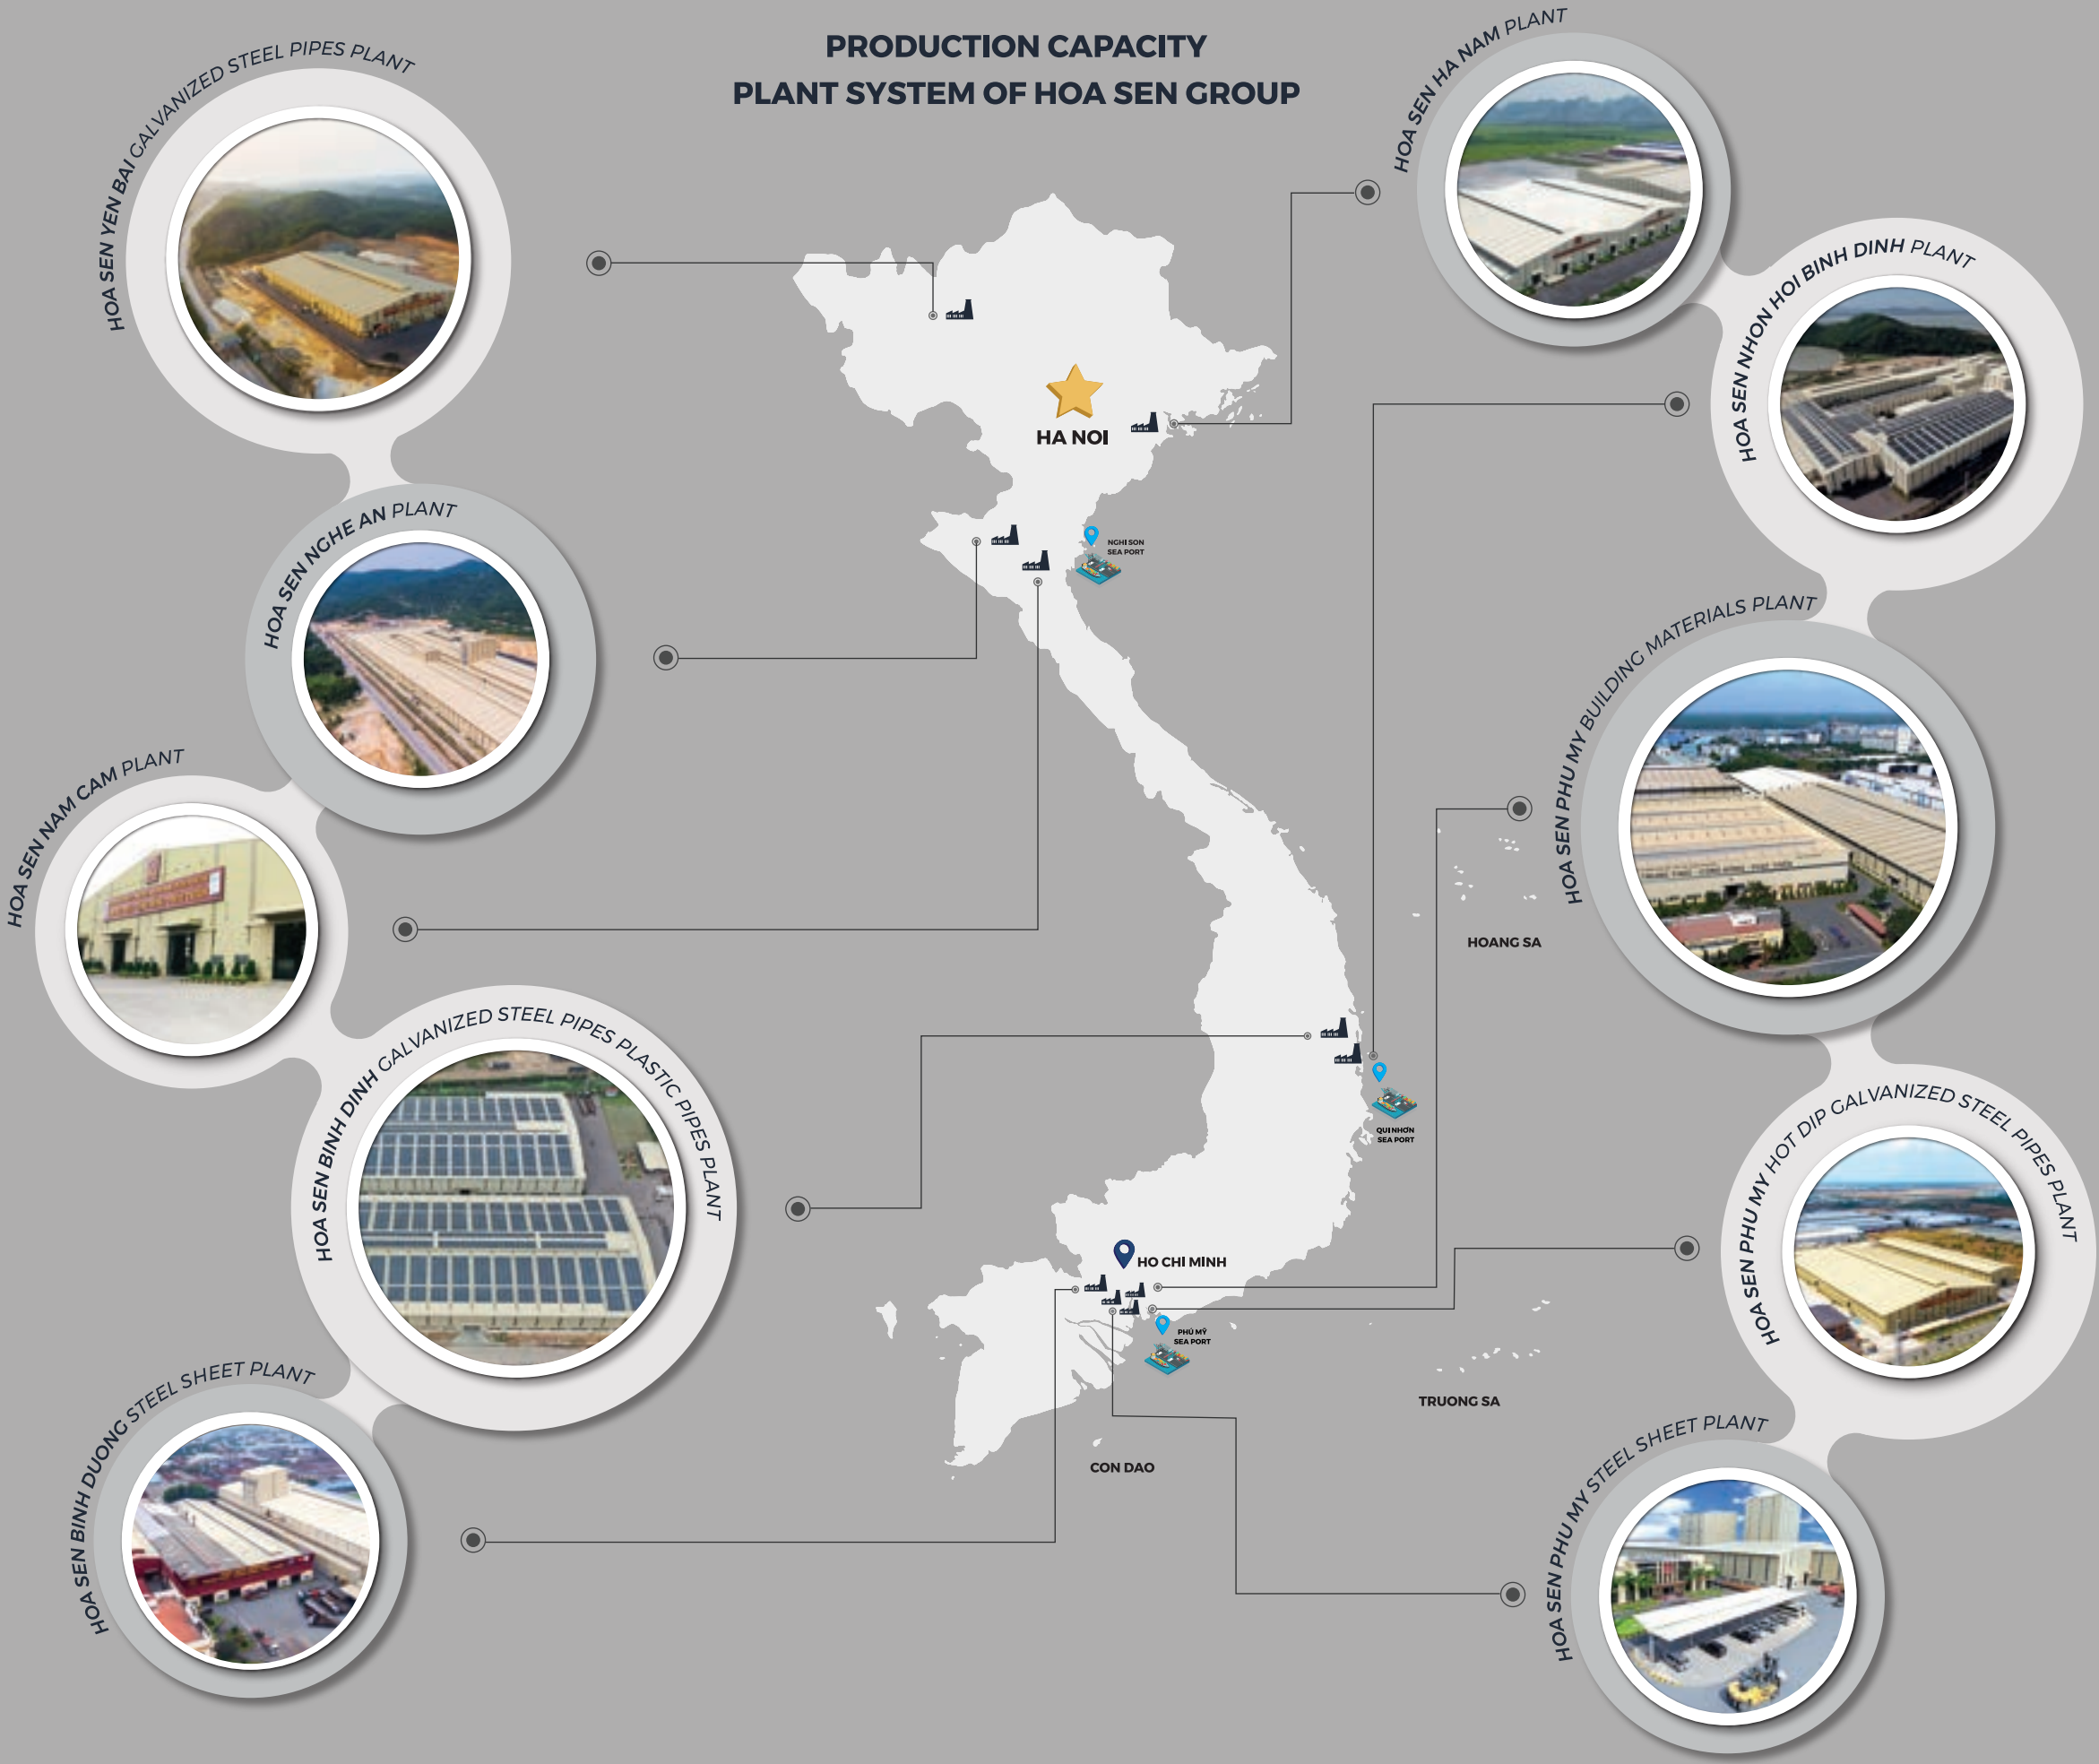 PRODUCTION CAPACITY
PLANT SYSTEM OF HOA SEN GROUP
HOA SEN YEN BAI GALVANIZED STEEL PIPES PLANT
HOA SEN HA NAM PLANT
HOA SEN NHON HOI BINH DINH PLANT
HA NOI
HOA SEN NGHE AN PLANT
NGHI SON
SEA PORT
HOA SEN PHU MY BUILDING MATERIALS PLANT
HOA SEN NAM CAM PLANT
HOANG SA
HOA SEN BINH DINH GALVANIZED STEEL PIPES PLASTIC PIPES PLANT
QUI NHƠN
SEA PORT
HOA SEN PHU MY HOT DIP GALVANIZED STEEL PIPES PLANT
HO CHI MINH
PHÚ MỸ
SEA PORT
TRUONG SA
HOA SEN BINH DUONG STEEL SHEET PLANT
CON DAO
HOA SEN PHU MY STEEL SHEET PLANT